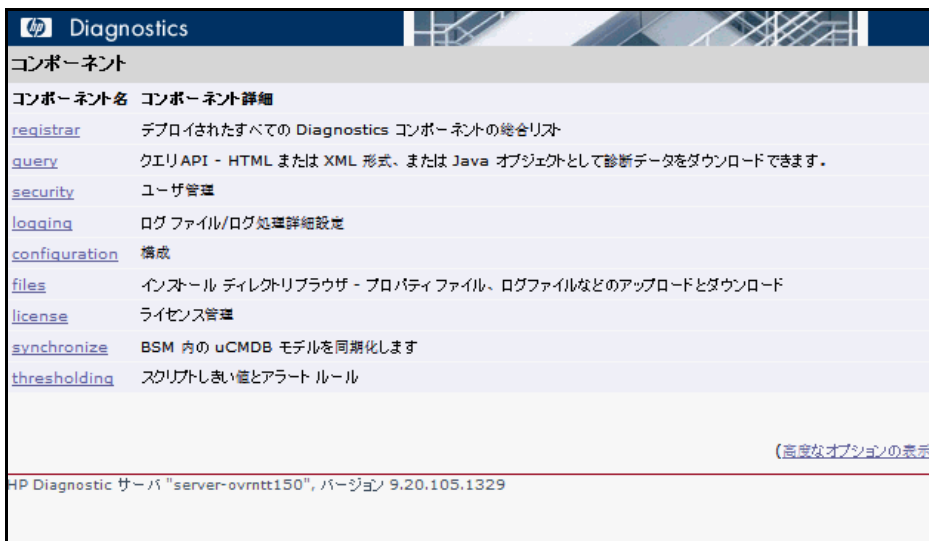 hp Diagnostics
コンポーネント
コンポーネント名 コンポーネント詳細
registrar デプロイされたすべての Diagnostics コンポーネントの総合リスト
query クエリ API - HTML または XML 形式、または Java オブジェクトとして診断データをダウンロードできます。
security ユーザ管理
logging ログ ファイル/ログ処理詳細設定
configuration 構成
files インストール ディレクトリブラウザ - プロパティ ファイル、ログファイルなどのアップロードとダウンロード
license ライセンス管理
synchronize BSM 内の uCMDB モデルを同期化します
thresholding スクリプトしきい値とアラート ルール
(高度なオプションの表示
HP Diagnostic サーバ "server-ovrntt150", バージョン 9.20.105.1329